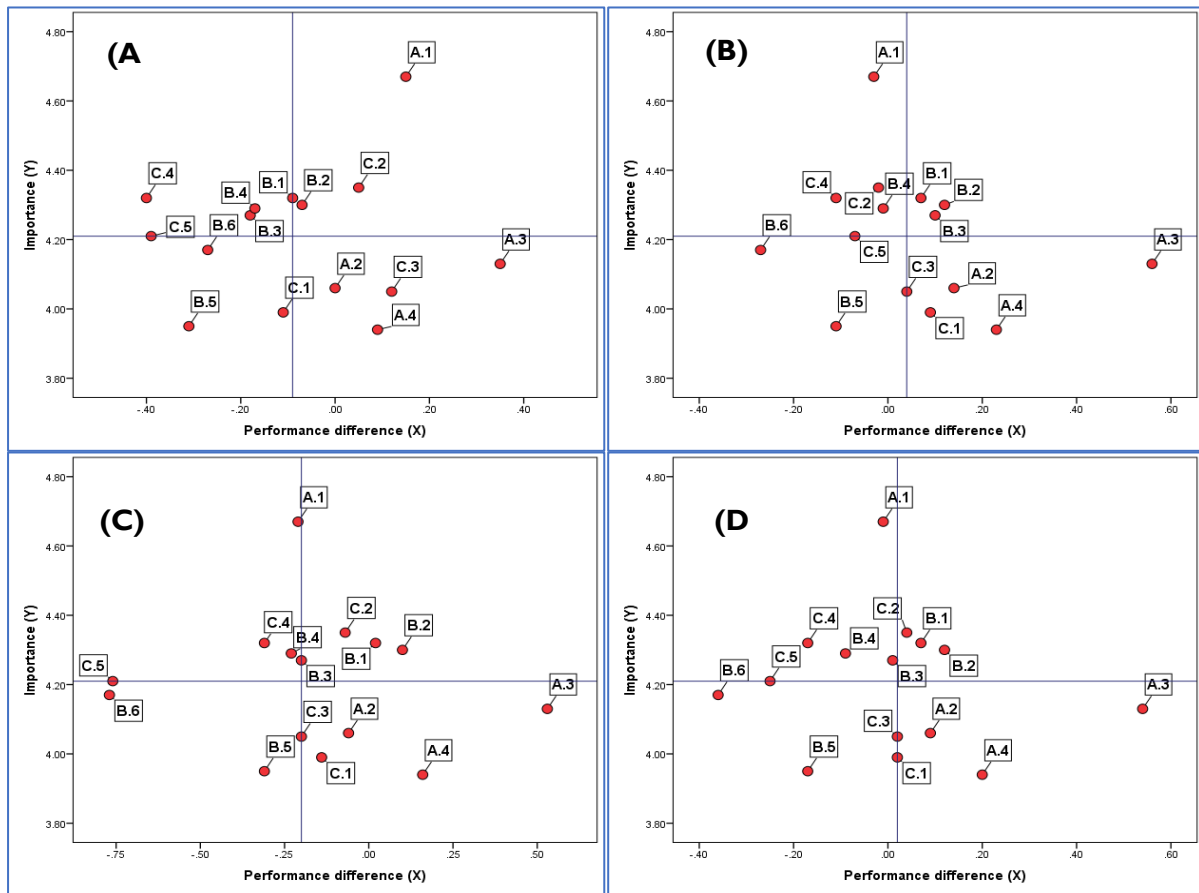 (A
A.1
4.80
4.60
4.40
4.20
4.00
3.80
C.4
B.4
B.1
B.2
C.2
C.5
B.6
B.3
A.3
A.2
C.3
C.1
B.5
A.4
-.40
-.20
.00
.20
.40
Importance (Y)
Performance difference (X)
(B)
A.1
4.80
4.60
4.40
4.20
4.00
3.80
C.4
C.2
B.4
B.1
B.2
B.6
C.5
B.3
A.3
C.3
A.2
B.5
C.1
A.4
-.40
-.20
.00
.20
.40
.60
Importance (Y)
Performance difference (X)
(C)
A.1
4.80
4.60
4.40
4.20
4.00
3.80
C.4
B.4
C.2
B.1
B.2
C.5
B.3
B.6
A.3
C.3
A.2
B.5
C.1
A.4
-.75
-.50
-.25
.00
.25
.50
Importance (Y)
Performance difference (X)
(D)
A.1
4.80
4.60
4.40
4.20
4.00
3.80
C.4
C.2
B.1
B.4
B.2
C.5
B.6
B.3
A.3
C.3
A.2
B.5
C.1
A.4
-.40
-.20
.00
.20
.40
.60
Importance (Y)
Performance difference (X)